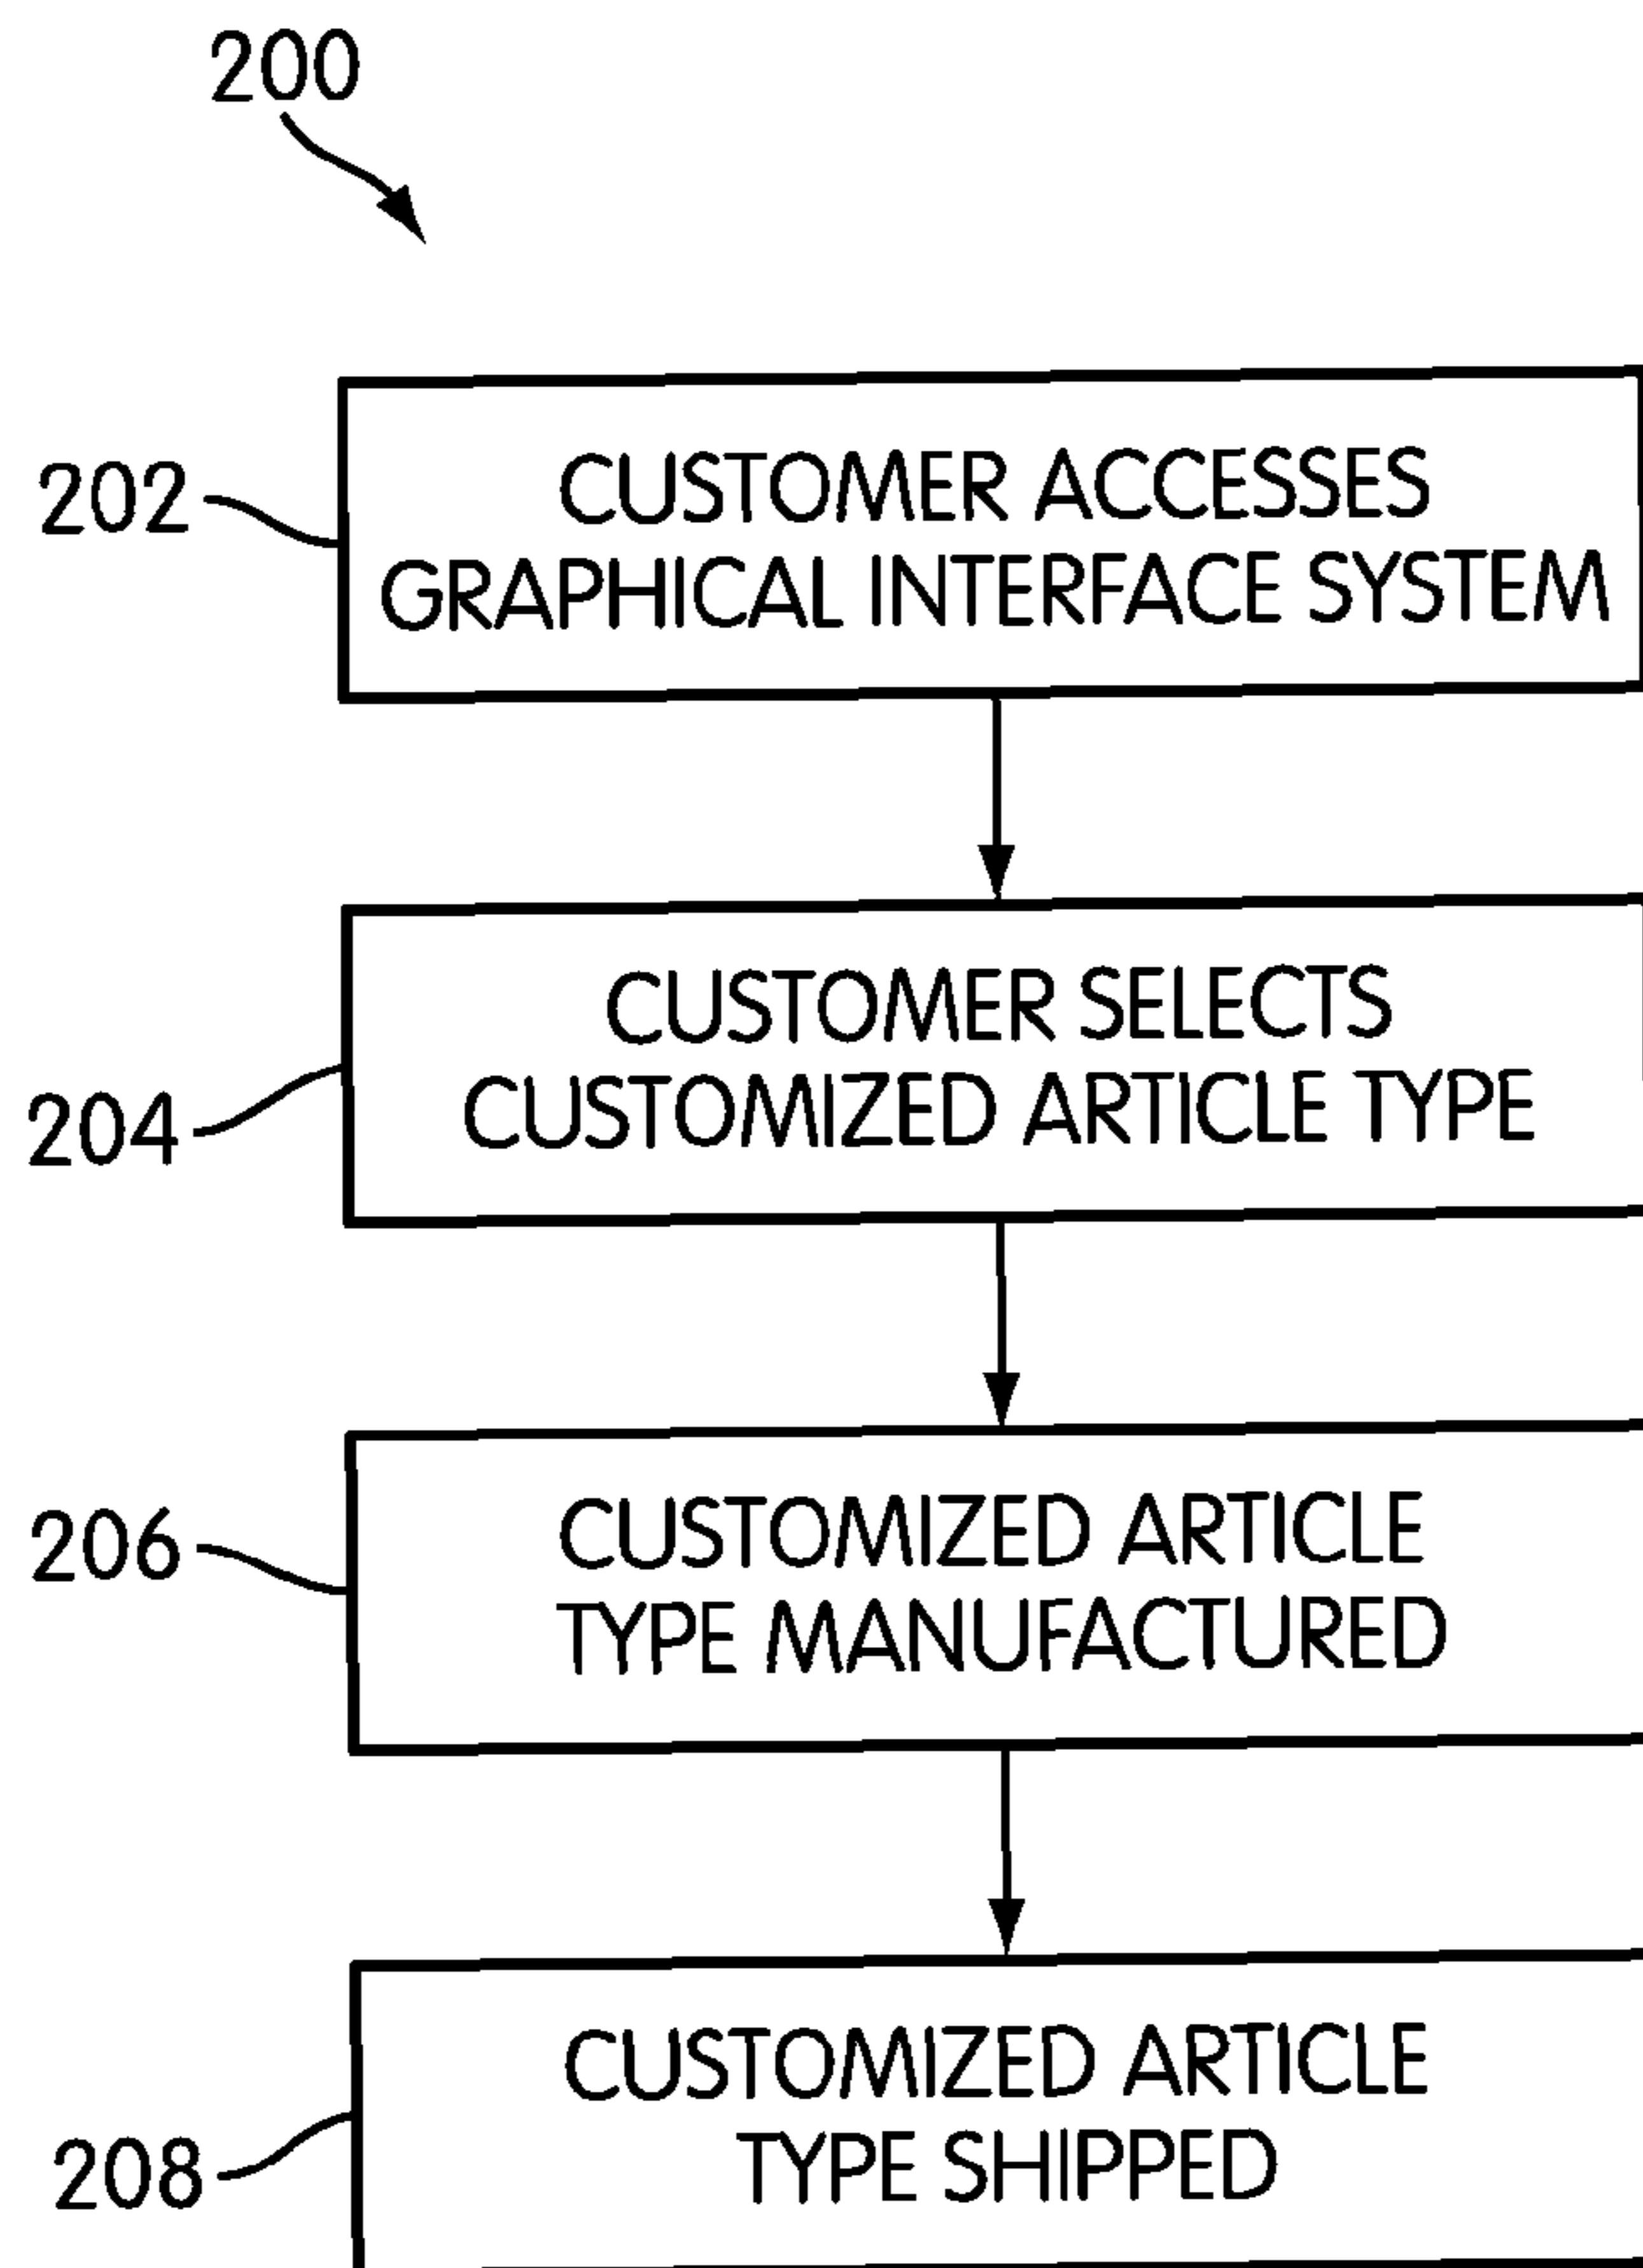 200
202
CUSTOMER ACCESSES
GRAPHICAL INTERFACE SYSTEM
204
CUSTOMER SELECTS
CUSTOMIZED ARTICLE TYPE
206
CUSTOMIZED ARTICLE
TYPE MANUFACTURED
208
CUSTOMIZED ARTICLE
TYPE SHIPPED